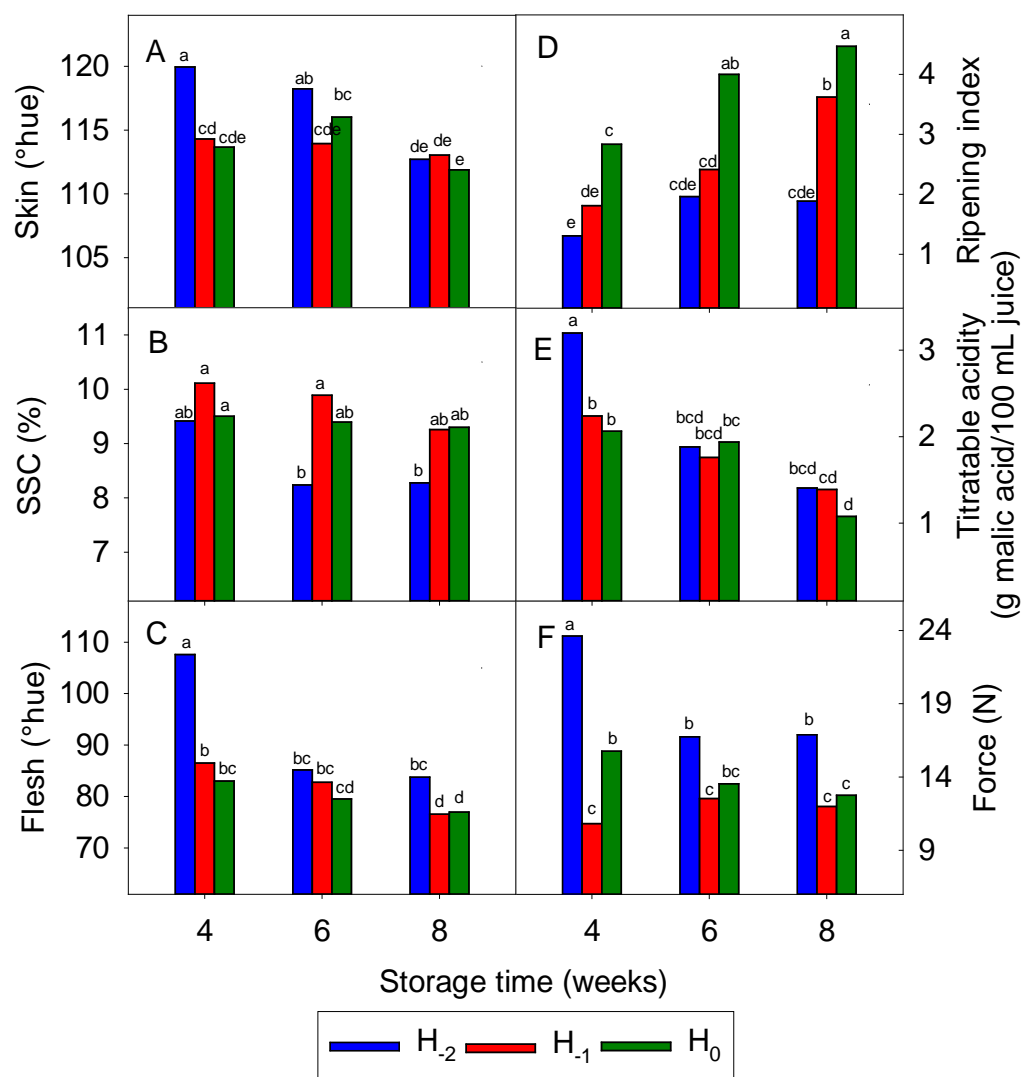 A
Skin (°hue)
120
115
110
105
a
cd
cde
ab
cde
bc
de
de
e
D
Ripening index
4
3
2
1
e
de
c
cde
cd
ab
cde
b
a
B
SSC (%)
11
10
9
8
7
ab
a
a
b
a
ab
b
ab
ab
E
Titratable acidity
(g malic acid/100 mL juice)
3
2
1
a
b
b
bcd
bcd
bc
bcd
cd
d
C
Flesh (°hue)
110
100
90
80
70
a
b
bc
bc
bc
cd
bc
d
d
F
Force (N)
24
19
14
9
a
c
b
b
c
bc
b
c
c
4 6 8 4 6 8
Storage time (weeks)
H-2 H-1 H0